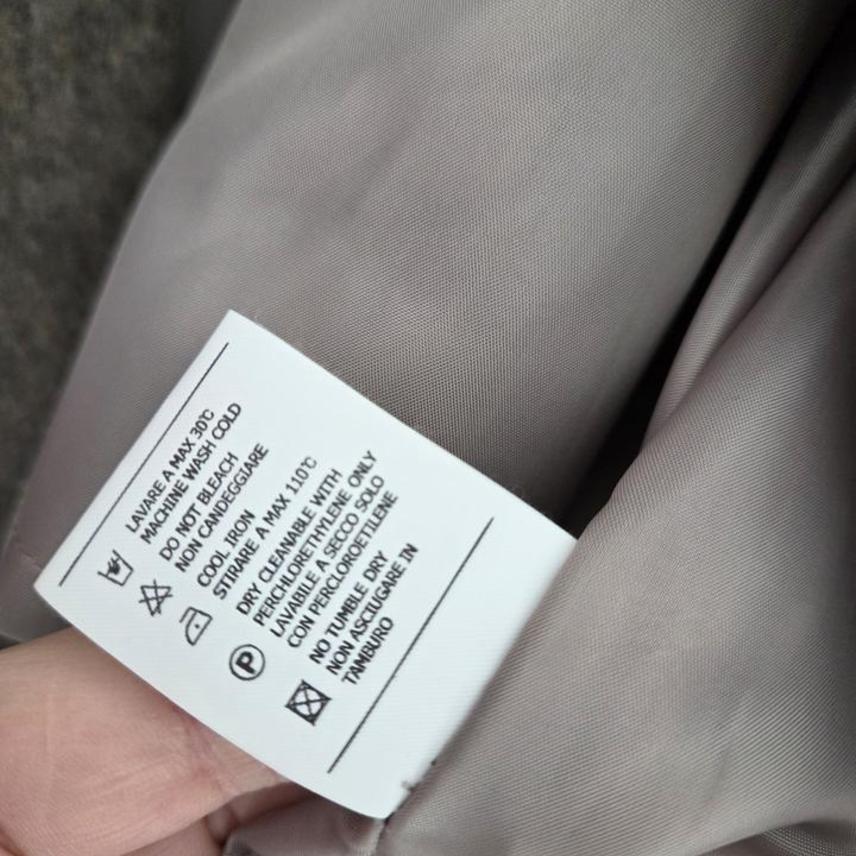 LAVARE A MAX 30°C
MACHINE WASH COLD
DO NOT BLEACH
NON CANDEGGIARE
COOL IRON
STIRARE A MAX 110°C
DRY CLEANABLE WITH
PERCHLORETHYLENE ONLY
LAVABILE A SECCO SOLO
CON PERCLOROETILENE
P
NO TUMBLE DRY
NON ASCIUGARE IN
TAMBURO